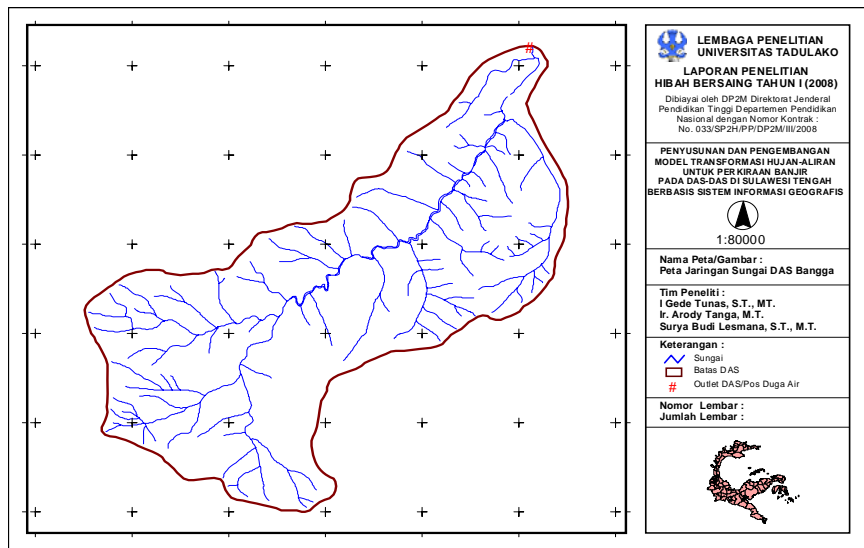 LEMBAGA PENELITIAN
UNIVERSITAS TADULAKO
LAPORAN PENELITIAN
HIBAH BERSAING TAHUN I (2008)
Dibiayai oleh DP2M Direktorat Jenderal
Pendidikan Tinggi Departemen Pendidikan
Nasional dengan Nomor Kontrak :
No. 033/SP2H/PP/DP2M/III/2008
PENYUSUNAN DAN PENGEMBANGAN
MODEL TRANSFORMASI HUJAN-ALIRAN
UNTUK PERKIRAAN BANJIR
PADA DAS-DAS DI SULAWESI TENGAH
BERBASIS SISTEM INFORMASI GEOGRAFIS
1:80000
Nama Peta/Gambar :
Peta Jaringan Sungai DAS Bangga
Tim Peneliti :
I Gede Tunas, S.T., MT.
Ir. Arody Tanga, M.T.
Surya Budi Lesmana, S.T., M.T.
Keterangan :
Sungai
Batas DAS
# Outlet DAS/Pos Duga Air
Nomor Lembar :
Jumlah Lembar :
#